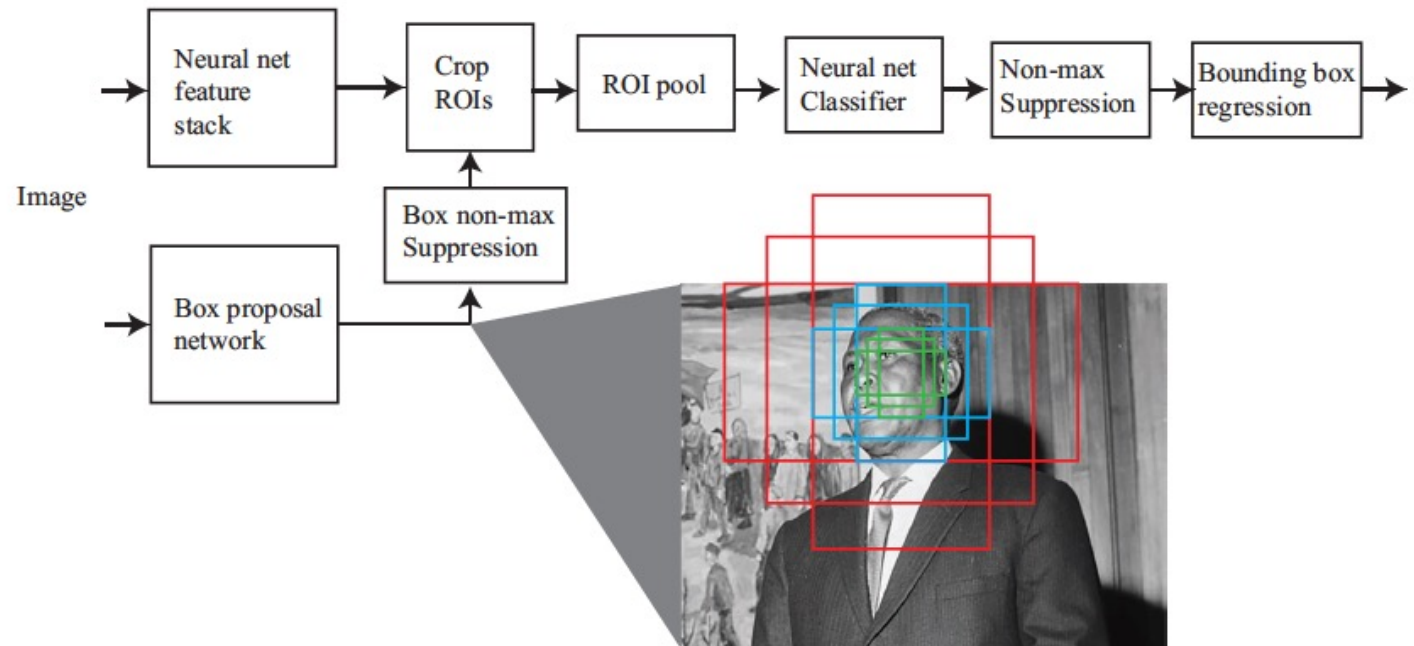 Neural net
feature
stack
Crop
ROIs
ROI pool
Neural net
Classifier
Non-max
Suppression
Bounding box
regression
Image
Box non-max
Suppression
Box proposal
network